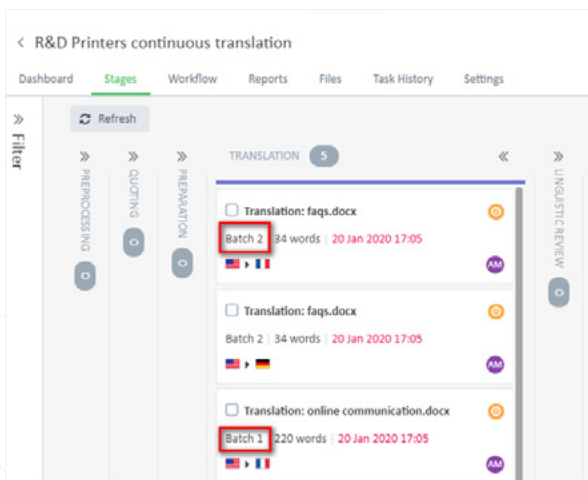 < R&D Printers continuous translation
Dashboard Stages Workflow Reports Files Task History Settings
Refresh
Filter
PREPROCESSING 0
QUOTING 0
PREPARATION 0
TRANSLATION 5
Translation: faqs.docx
Batch 2 | 34 words | 20 Jan 2020 17:05
AM
Translation: faqs.docx
Batch 2 | 34 words | 20 Jan 2020 17:05
AM
Translation: online communication.docx
Batch 1 220 words | 20 Jan 2020 17:05
AM
LINGUISTIC REVIEW 0